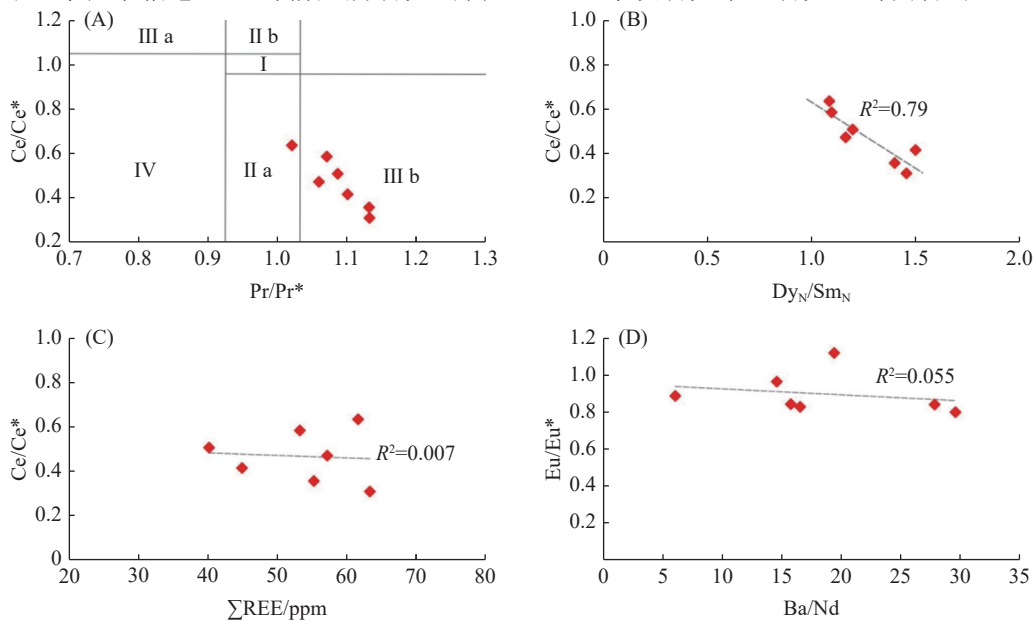 (A)
III a
II b
I
IV
II a
III b
Ce/Ce*
1.2
1.0
0.8
0.6
0.4
0.2
0.7
0.8
0.9
1.0
1.1
1.2
1.3
Pr/Pr*
(B)
R²=0.79
Ce/Ce*
1.0
0.8
0.6
0.4
0.2
0
0
0.5
1.0
1.5
2.0
DyN/SmN
(C)
R²=0.007
Ce/Ce*
1.0
0.8
0.6
0.4
0.2
0
20
30
40
50
60
70
80
∑REE/ppm
(D)
R²=0.055
Eu/Eu*
1.2
1.0
0.8
0.6
0.4
0.2
0
5
10
15
20
25
30
35
Ba/Nd